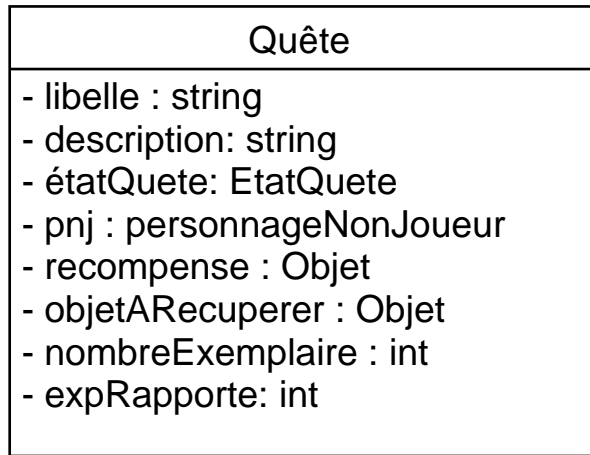 Quête
- libelle : string
- description: string
- étatQuete: EtatQuete
- pnj : personnageNonJoueur
- recompense : Objet
- objetARecuperer : Objet
- nombreExemplaire : int
- expRapporte: int